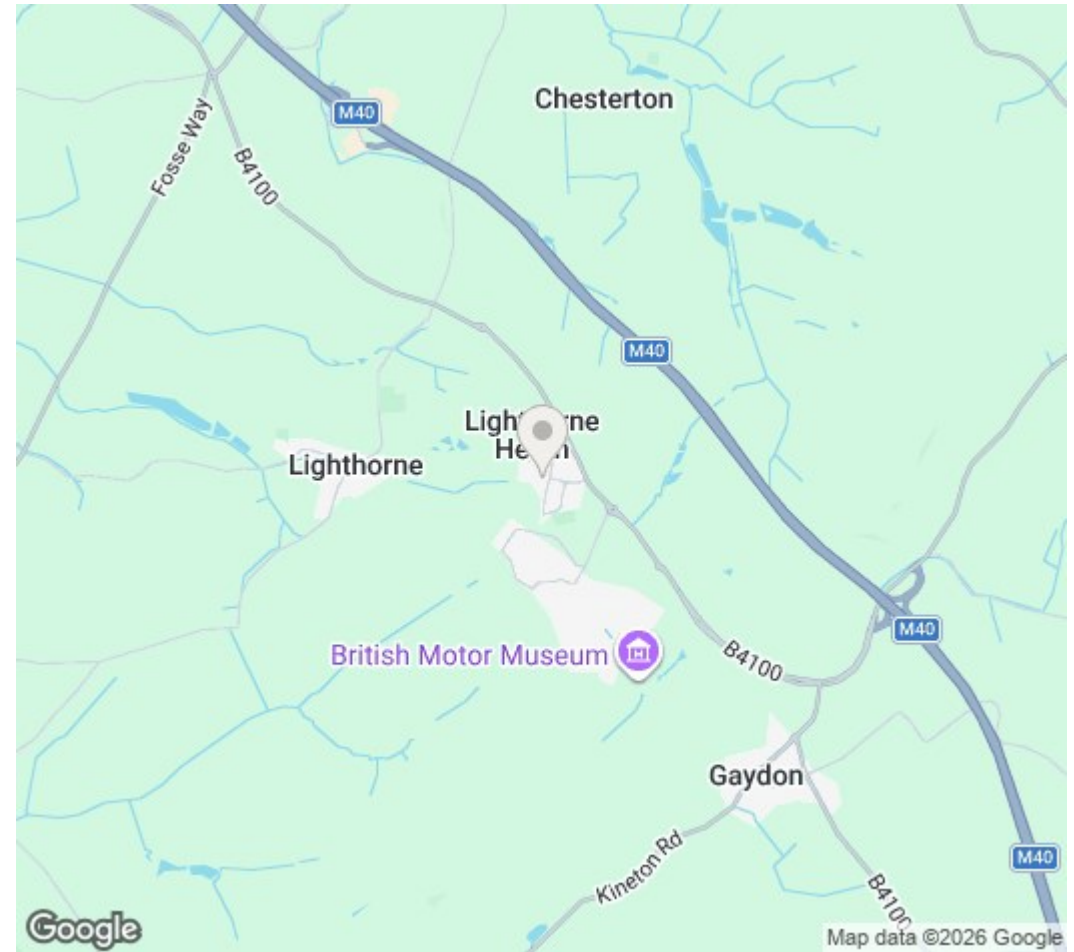 Chesterton
M40
Fosse Way
B4100
M40
Lighthorne
British Motor Museum
M40
B4100
Gaydon
Kineton Rd
M40
B4100
Google
Map data ©2026 Google